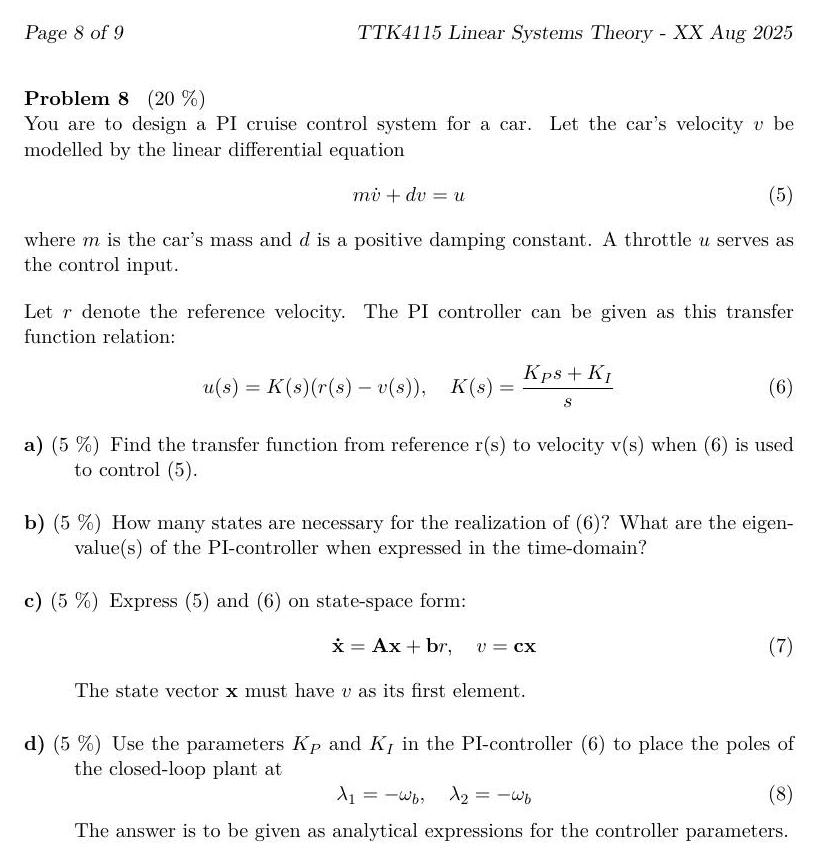 Page 8 of 9 TTK4115 Linear Systems Theory - XX Aug 2025
Problem 8 (20 %)
You are to design a PI cruise control system for a car. Let the car's velocity v be
modelled by the linear differential equation
mv̇ + dv = u (5)
where m is the car's mass and d is a positive damping constant. A throttle u serves as
the control input.
Let r denote the reference velocity. The PI controller can be given as this transfer
function relation:
u(s) = K(s)(r(s) − v(s)), K(s) = (K_P s + K_I)/s (6)
a) (5 %) Find the transfer function from reference r(s) to velocity v(s) when (6) is used
to control (5).
b) (5 %) How many states are necessary for the realization of (6)? What are the eigen-
value(s) of the PI-controller when expressed in the time-domain?
c) (5 %) Express (5) and (6) on state-space form:
ẋ = Ax + br, v = cx (7)
The state vector x must have v as its first element.
d) (5 %) Use the parameters K_P and K_I in the PI-controller (6) to place the poles of
the closed-loop plant at
λ₁ = −ω_b, λ₂ = −ω_b (8)
The answer is to be given as analytical expressions for the controller parameters.